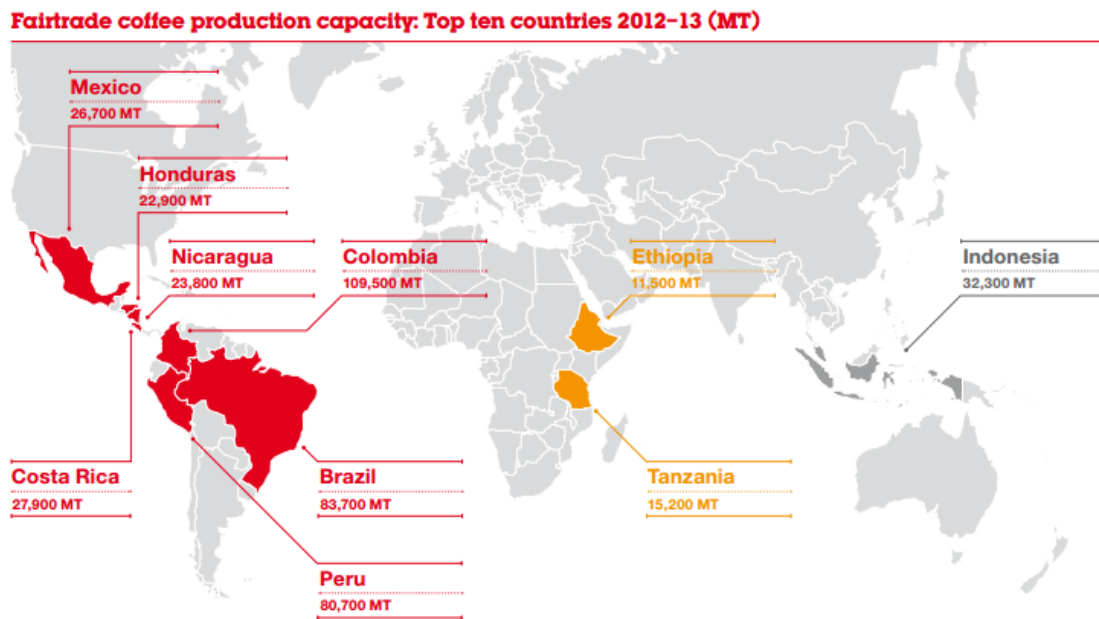 Fairtrade coffee production capacity: Top ten countries 2012–13 (MT)
Mexico
26,700 MT
Honduras
22,900 MT
Nicaragua
23,800 MT
Colombia
109,500 MT
Ethiopia
11,500 MT
Indonesia
32,300 MT
Costa Rica
27,900 MT
Brazil
83,700 MT
Tanzania
15,200 MT
Peru
80,700 MT